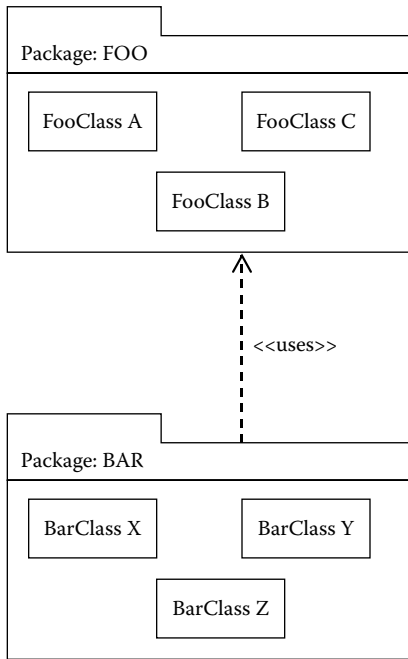 Package: FOO
FooClass A
FooClass C
FooClass B
<<uses>>
Package: BAR
BarClass X
BarClass Y
BarClass Z